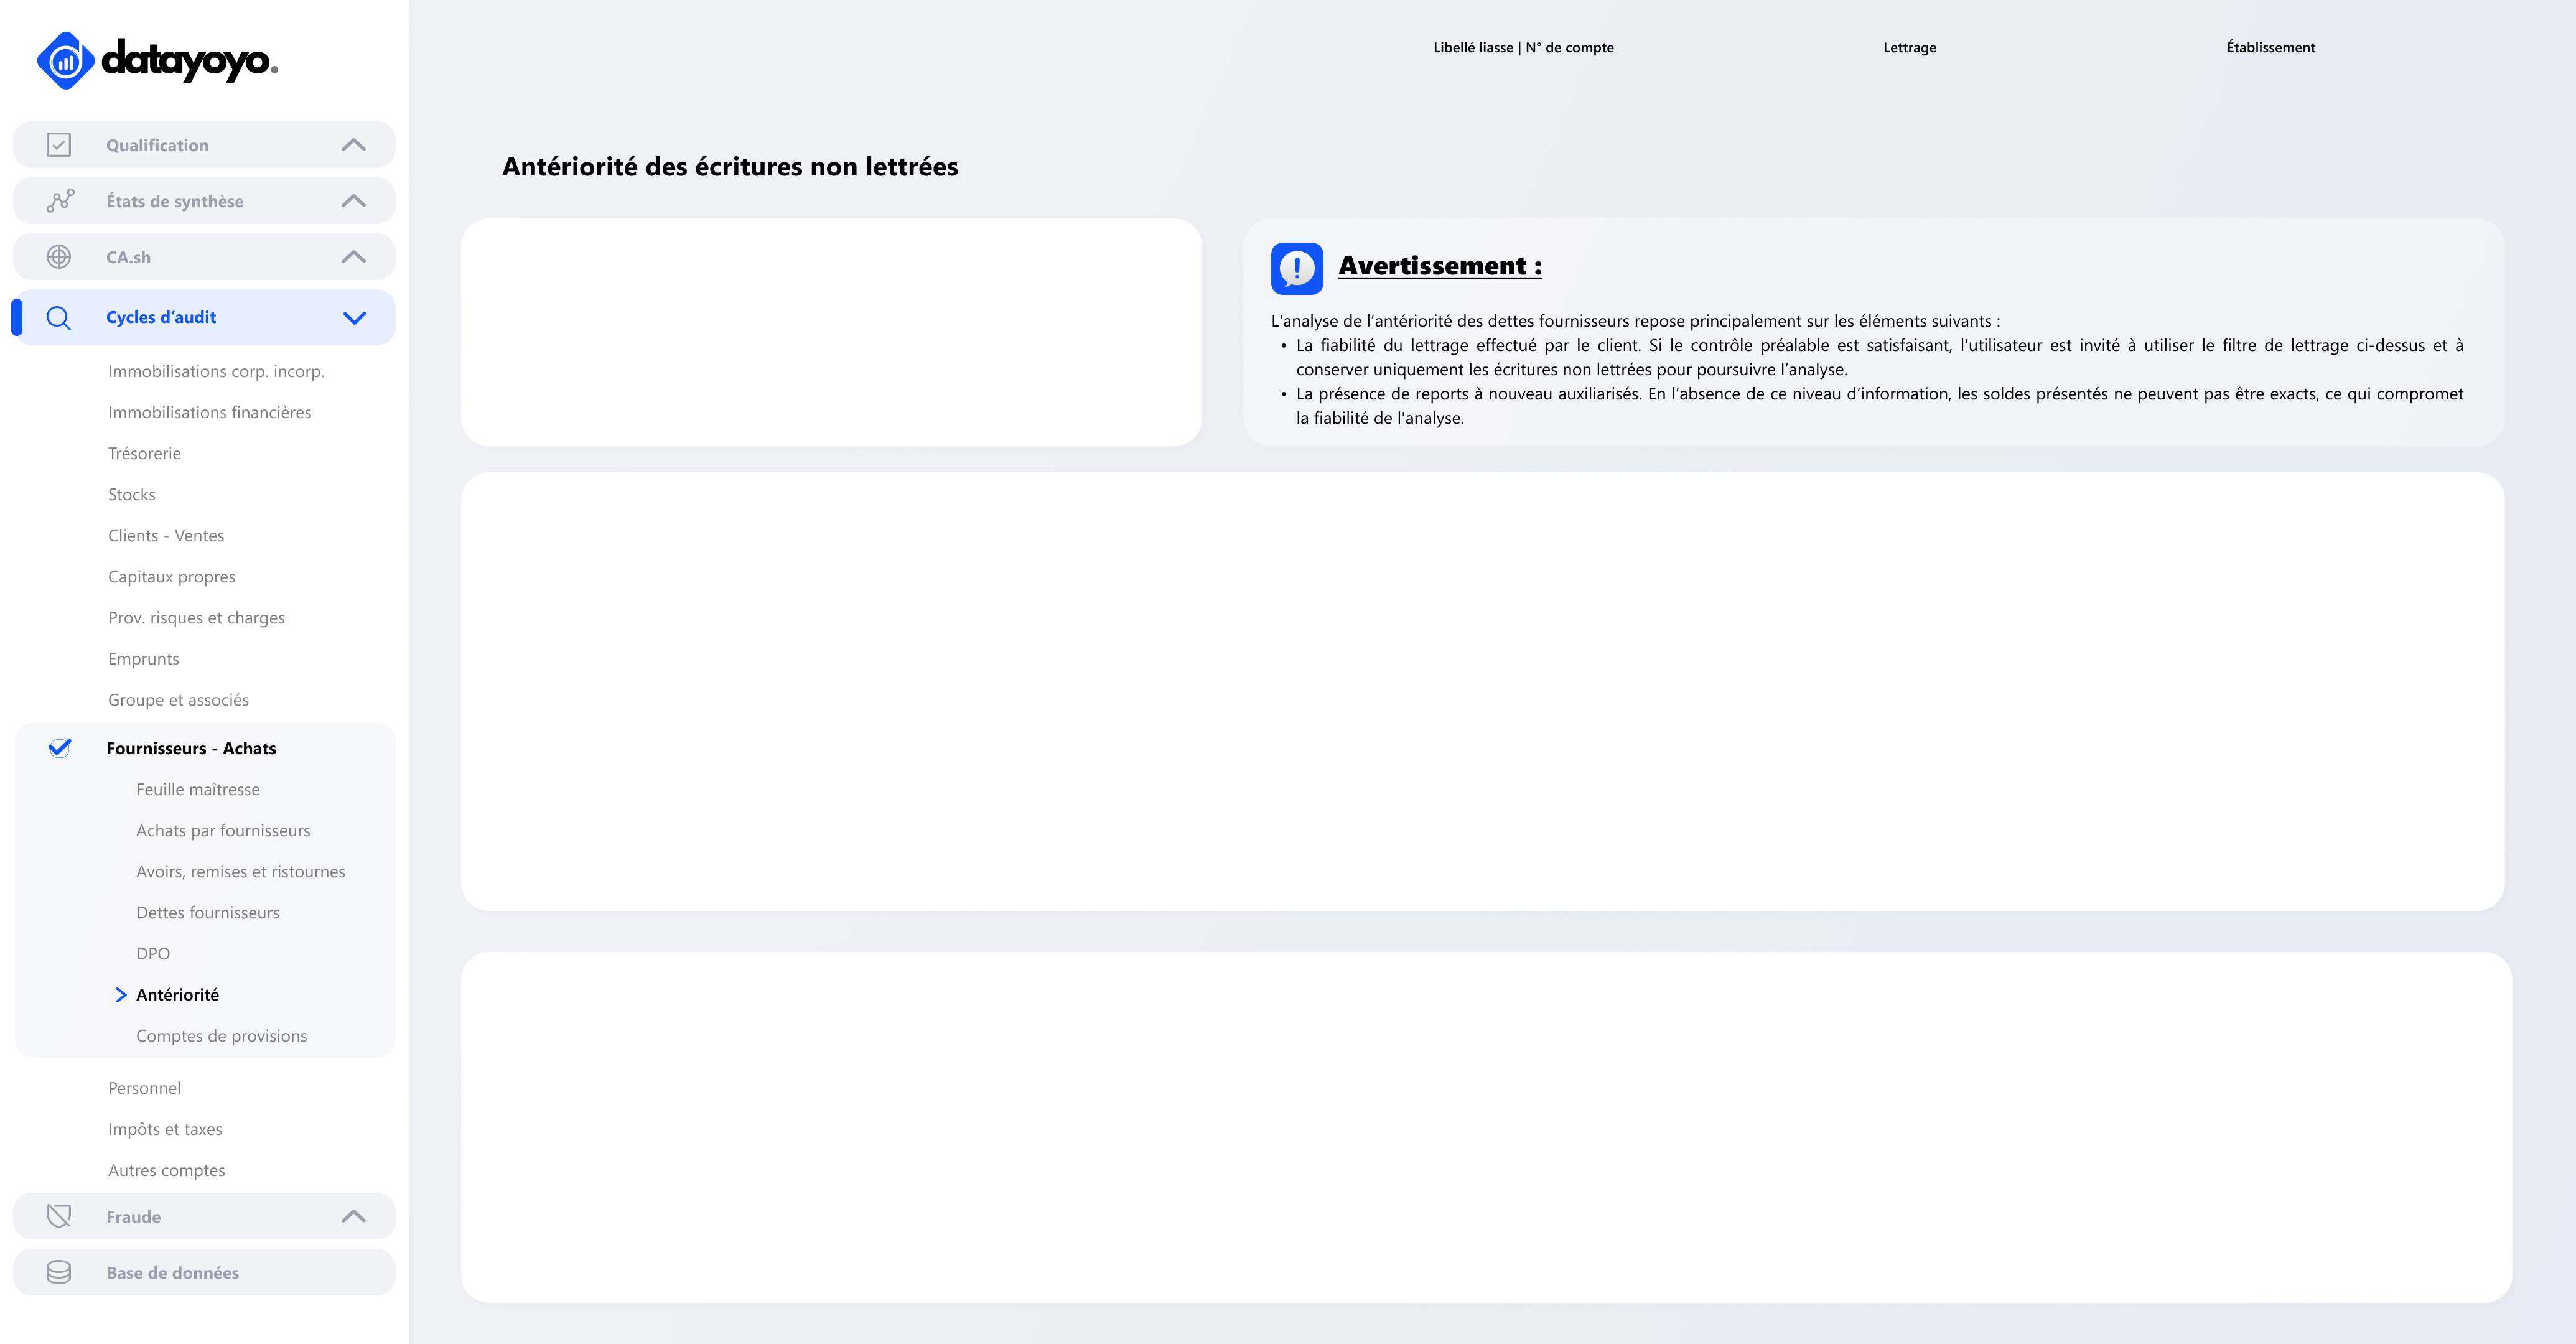 datayoyo.
Libellé liasse | N° de compte
Lettrage
Établissement
Qualification
États de synthèse
CA.sh
Cycles d’audit
Immobilisations corp. incorp.
Immobilisations financières
Trésorerie
Stocks
Clients - Ventes
Capitaux propres
Prov. risques et charges
Emprunts
Groupe et associés
Fournisseurs - Achats
Feuille maîtresse
Achats par fournisseurs
Avoirs, remises et ristournes
Dettes fournisseurs
DPO
Antériorité
Comptes de provisions
Personnel
Impôts et taxes
Autres comptes
Fraude
Base de données
Antériorité des écritures non lettrées
Avertissement :
L'analyse de l’antériorité des dettes fournisseurs repose principalement sur les éléments suivants :
• La fiabilité du lettrage effectué par le client. Si le contrôle préalable est satisfaisant, l'utilisateur est invité à utiliser le filtre de lettrage ci-dessus et à
conserver uniquement les écritures non lettrées pour poursuivre l’analyse.
• La présence de reports à nouveau auxiliarisés. En l’absence de ce niveau d’information, les soldes présentés ne peuvent pas être exacts, ce qui compromet
la fiabilité de l'analyse.